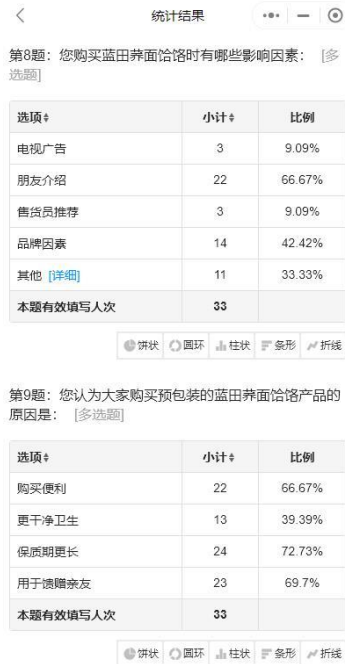 统计结果
第8题：您购买蓝田荞面饸饹时有哪些影响因素： [多
选题]
选项 小计 比例
电视广告 3 9.09%
朋友介绍 22 66.67%
售货员推荐 3 9.09%
品牌因素 14 42.42%
其他 [详细] 11 33.33%
本题有效填写人次 33
饼状 圆环 柱状 条形 折线
第9题：您认为大家购买预包装的蓝田荞面饸饹产品的
原因是： [多选题]
选项 小计 比例
购买便利 22 66.67%
更干净卫生 13 39.39%
保质期更长 24 72.73%
用于馈赠亲友 23 69.7%
本题有效填写人次 33
饼状 圆环 柱状 条形 折线